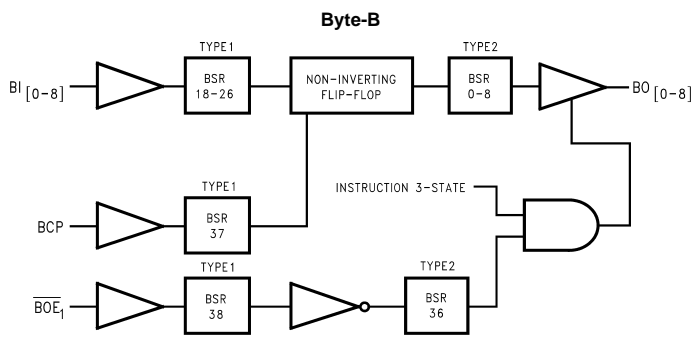 Byte-B
TYPE1
TYPE2
BI [0-8]
BSR
18-26
NON-INVERTING
FLIP-FLOP
BSR
0-8
BO [0-8]
TYPE1
INSTRUCTION 3-STATE
BCP
BSR
37
TYPE1
TYPE2
BOE1
BSR
38
BSR
36